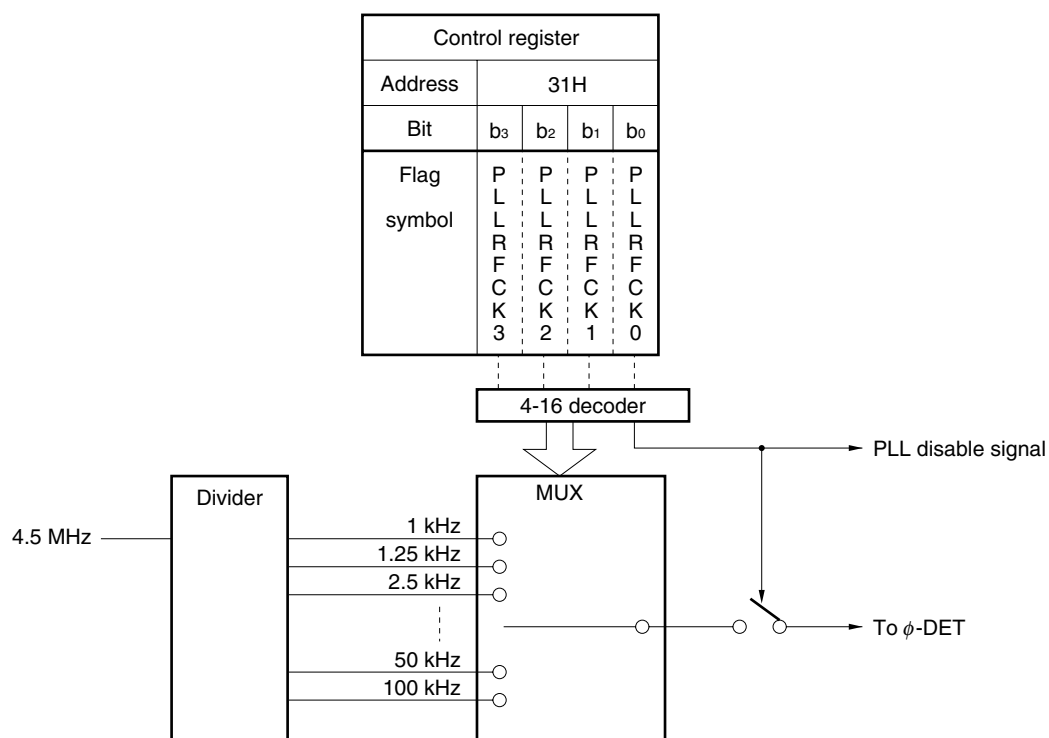 Control register
Address 31H
Bit b3 b2 b1 b0
Flag symbol PLLRFCK3 PLLRFCK2 PLLRFCK1 PLLRFCK0
4-16 decoder
PLL disable signal
Divider
MUX
4.5 MHz
1 kHz
1.25 kHz
2.5 kHz
To ϕ-DET
50 kHz
100 kHz